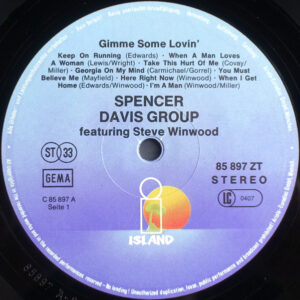 Gimme Some Lovin'
Keep On Running (Edwards) · When A Man Loves
A Woman (Lewis/Wright) · Take This Hurt Of Me (Covay/
Miller) · Georgia On My Mind (Carmichael/Gorrel) · You Must
Believe Me (Mayfield) · Here Right Now (Winwood) · When I Get
Home (Edwards/Winwood) · I'm A Man (Winwood/Miller)
SPENCER
DAVIS GROUP
featuring Steve Winwood
ST 33
85 897 ZT
STEREO
GEMA
LC
0407
C 85 897 A
Seite 1
ISLAND